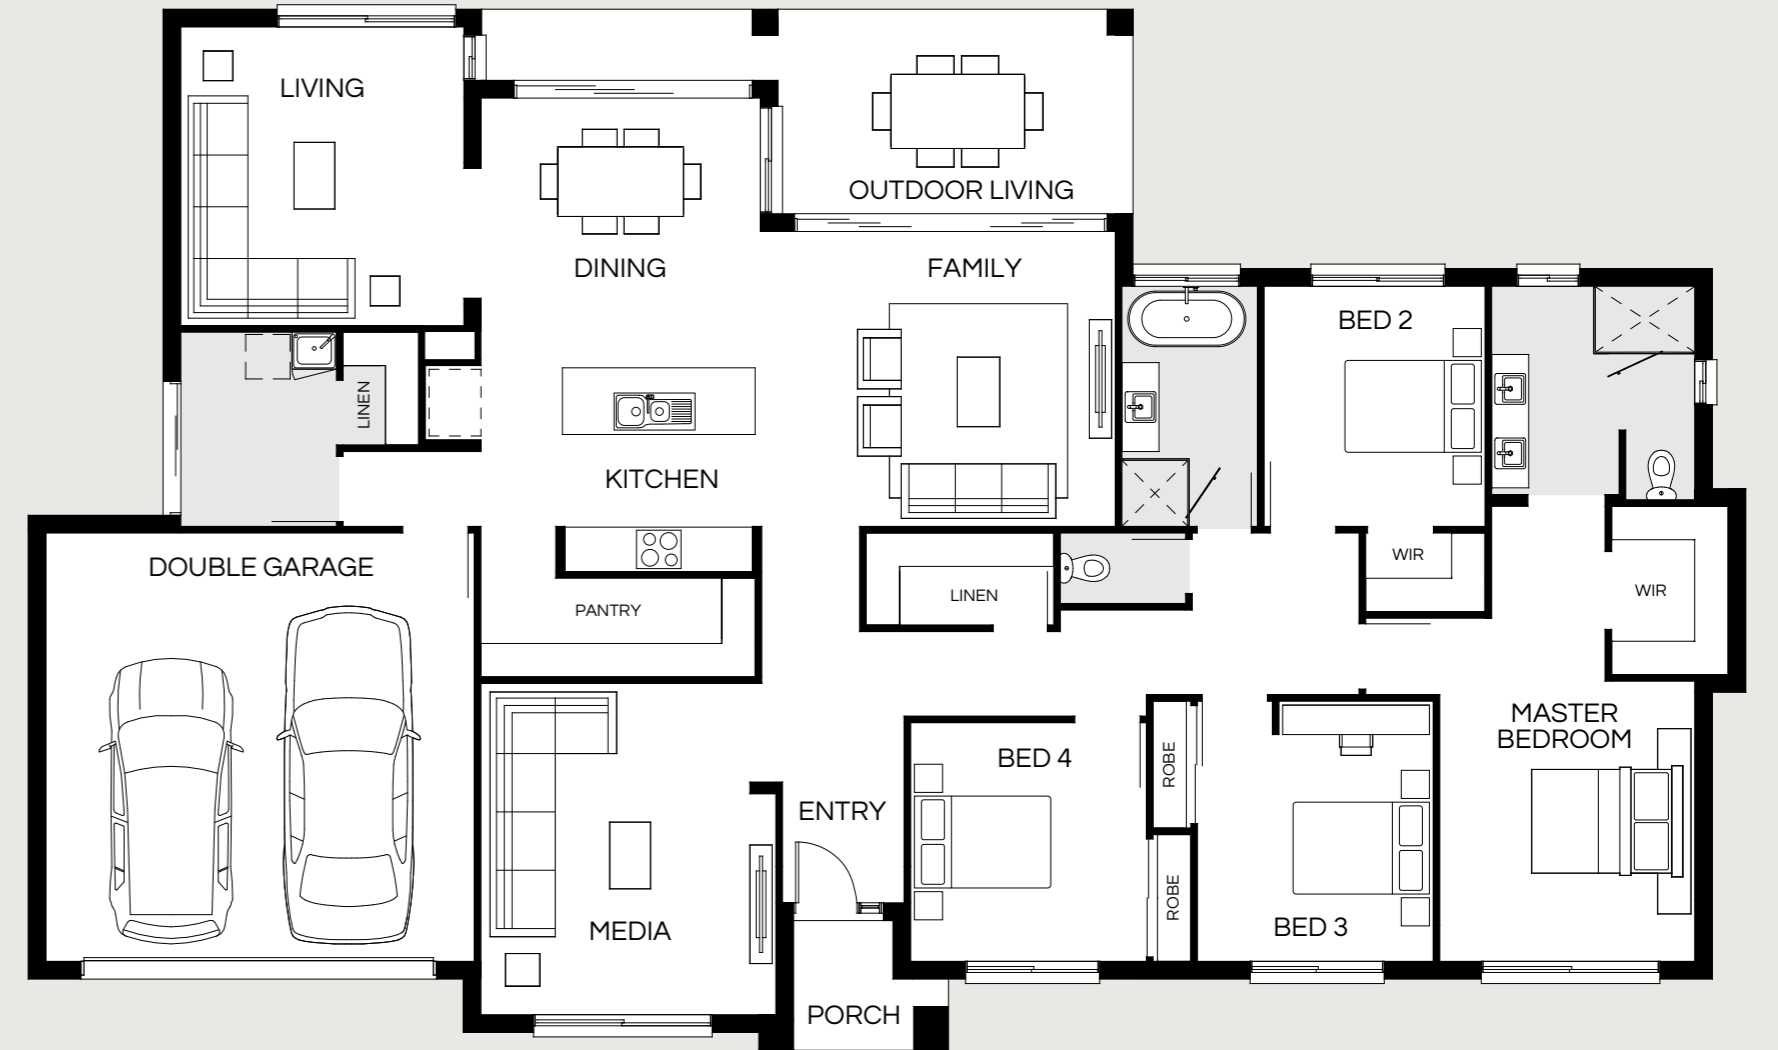 LIVING
OUTDOOR LIVING
DINING
FAMILY
BED 2
LINEN
KITCHEN
DOUBLE GARAGE
WIR
PANTRY
LINEN
WIR
MASTER
BEDROOM
BED 4
ROBE
ENTRY
ROBE
MEDIA
BED 3
PORCH